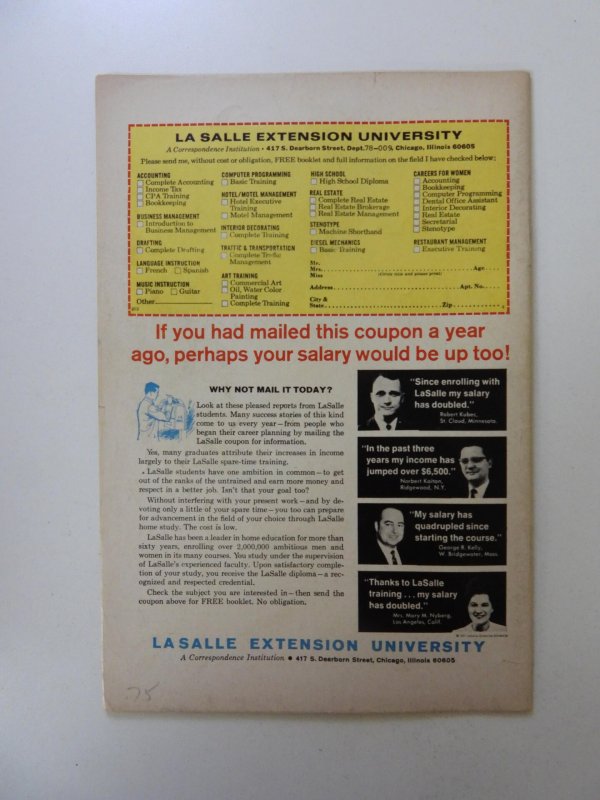 LA SALLE EXTENSION UNIVERSITY
A Correspondence Institution • 417 S. Dearborn Street, Dept. 78-00% Chicago, Illinois 60605
Please send me, without cost or obligation, FREE booklet and full information on the field I have checked below:
ACCOUNTING
Complete Accounting
Income Tax
CPA Training
Bookkeeping
BUSINESS MANAGEMENT
Introduction to
Business Management
DRAFTING
Complete Drafting
LANGUAGE INSTRUCTION
French Spanish
MUSIC INSTRUCTION
Piano Guitar
Other
COMPUTER PROGRAMMING
Basic Training
HOTEL/MOTEL MANAGEMENT
Hotel Executive
Training
Motel Management
INTERIOR DECORATING
Complete Training
TRAFFIC & TRANSPORTATION
Complete Traffic
Management
ART TRAINING
Commercial Art
Oil, Water Color
Painting
Complete Training
HIGH SCHOOL
High School Diploma
REAL ESTATE
Complete Real Estate
Real Estate Brokerage
Real Estate Management
STENOTYPE
Machine Shorthand
DIESEL MECHANICS
Basic Training
CAREERS FOR WOMEN
Accounting
Bookkeeping
Computer Programming
Dental Office Assistant
Interior Decorating
Real Estate
Secretarial
Stenotype
RESTAURANT MANAGEMENT
Executive Training
Mr.
Mrs. Age
Miss (Circle title and please print)
Address Apt. No.
City &
State Zip
If you had mailed this coupon a year
ago, perhaps your salary would be up too!
WHY NOT MAIL IT TODAY?
Look at these pleased reports from LaSalle
students. Many success stories of this kind
come to us every year—from people who
began their career planning by mailing the
LaSalle coupon for information.
Yes, many graduates attribute their increases in income
largely to their LaSalle spare-time training.
LaSalle students have one ambition in common—to get
out of the ranks of the untrained and earn more money and
respect in a better job. Isn't that your goal too?
Without interfering with your present work—and by de-
voting only a little of your spare time—you too can prepare
for advancement in the field of your choice through LaSalle
home study. The cost is low.
LaSalle has been a leader in home education for more than
sixty years, enrolling over 2,000,000 ambitious men and
women in its many courses. You study under the supervision
of LaSalle's experienced faculty. Upon satisfactory comple-
tion of your study, you receive the LaSalle diploma—a rec-
ognized and respected credential.
Check the subject you are interested in—then send the
coupon above for FREE booklet. No obligation.
"Since enrolling with
LaSalle my salary
has doubled."
Robert Kubec,
St. Cloud, Minnesota.
"In the past three
years my income has
jumped over $6,500."
Norbert Kaiton,
Ridgewood, N.Y.
"My salary has
quadrupled since
starting the course."
George R. Kelly,
W. Bridgewater, Mass.
"Thanks to LaSalle
training . . . my salary
has doubled."
Mrs. Mary M. Nyberg,
Los Angeles, Calif.
LASALLE EXTENSION UNIVERSITY
A Correspondence Institution • 417 S. Dearborn Street, Chicago, Illinois 60605
75